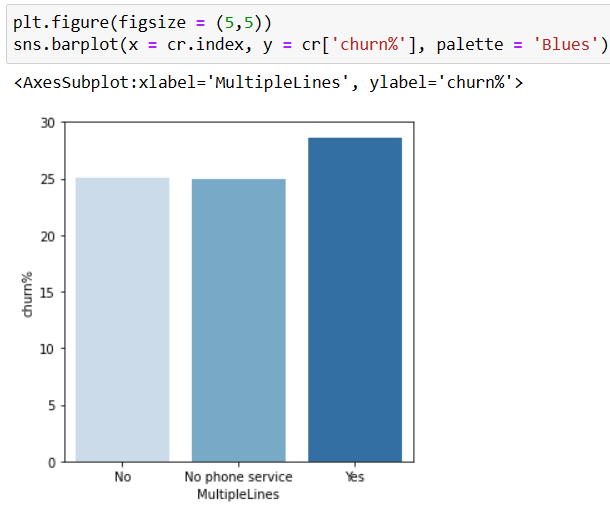 plt.figure(figsize = (5,5))
sns.barplot(x = cr.index, y = cr['churn%'], palette = 'Blues')
<AxesSubplot:xlabel='MultipleLines', ylabel='churn%'>
30
25
20
15
10
5
0
churn%
No No phone service Yes
MultipleLines